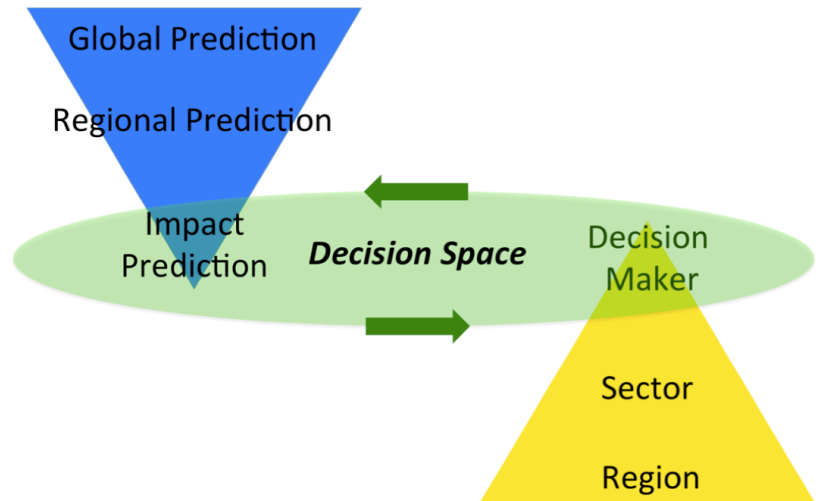 Global Prediction
Regional Prediction
Impact
Prediction
Decision Space
Decision
Maker
Sector
Region